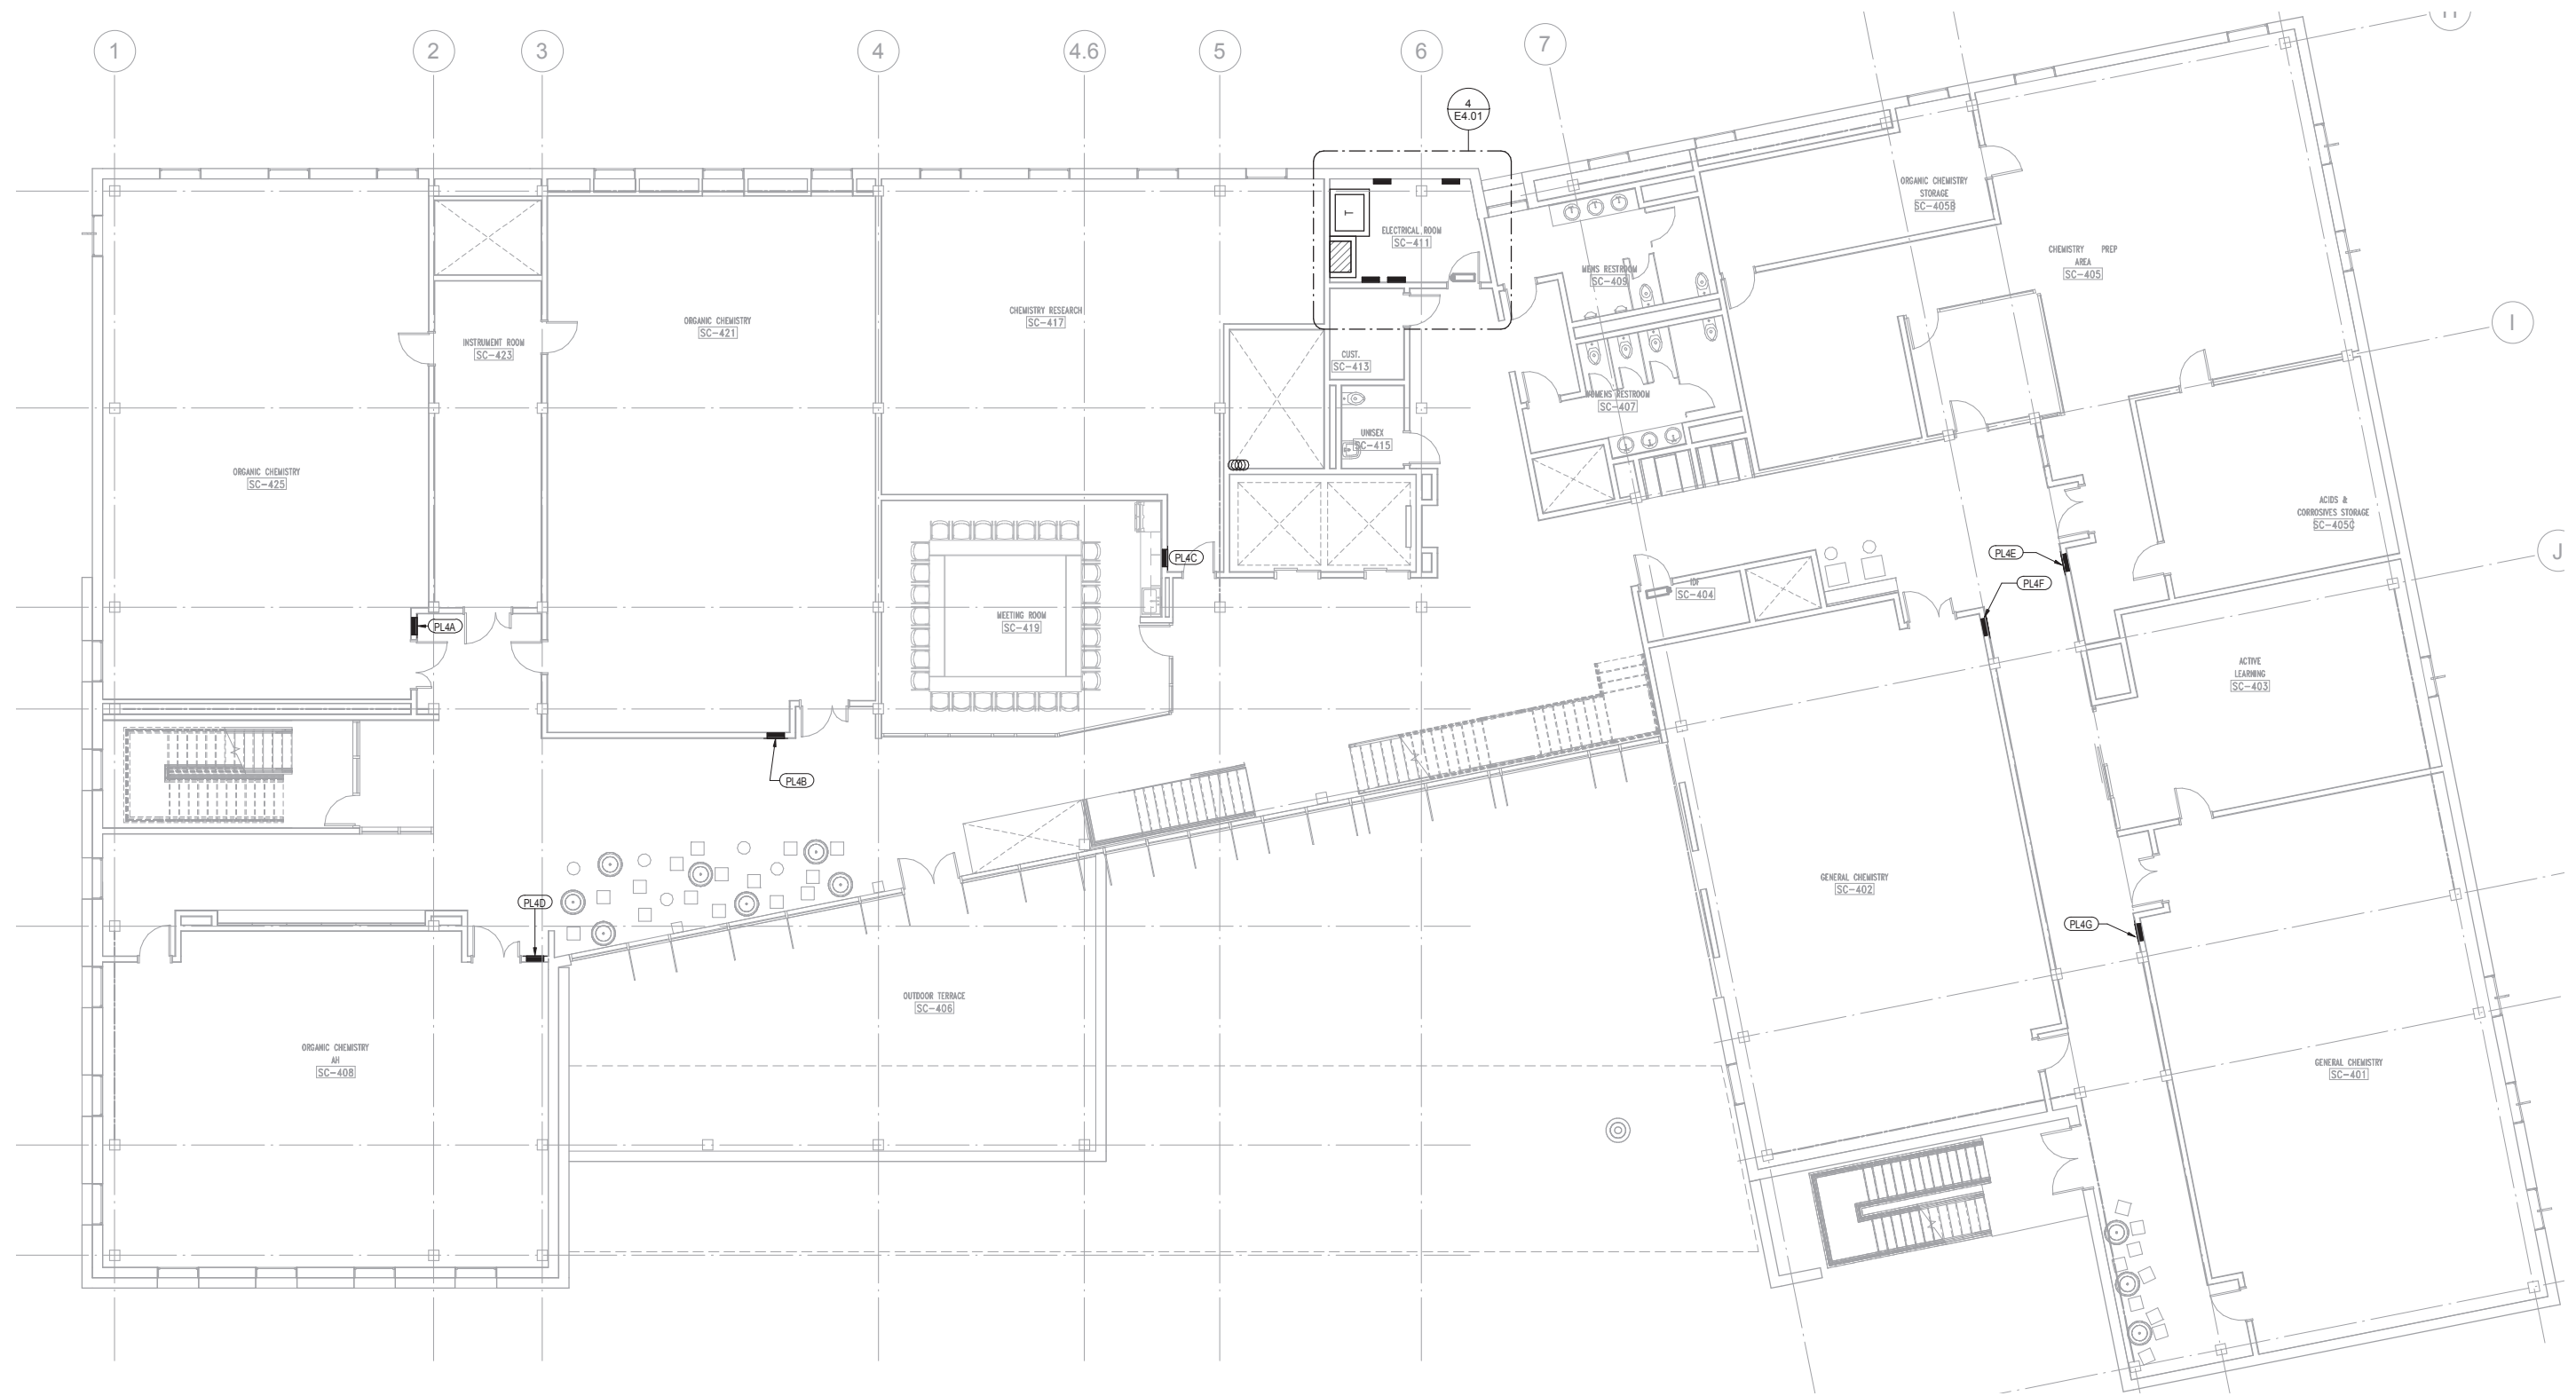 1
2
3
4
4.6
5
6
7
I
J
4
E4.01
T
ELECTRICAL ROOM
SC-411
ORGANIC CHEMISTRY
STORAGE
SC-405B
CHEMISTRY PREP
AREA
SC-405
MENS RESTROOM
SC-409
CHEMISTRY RESEARCH
SC-417
ORGANIC CHEMISTRY
SC-421
INSTRUMENT ROOM
SC-423
CUST.
SC-413
WOMENS RESTROOM
SC-407
UNISEX
SC-415
ORGANIC CHEMISTRY
SC-425
ACIDS &
CORROSIVES STORAGE
SC-405C
PL4C
PL4E
PL4F
IDF
SC-404
MEETING ROOM
SC-419
PL4A
ACTIVE
LEARNING
SC-403
PL4B
GENERAL CHEMISTRY
SC-402
PL4D
PL4G
OUTDOOR TERRACE
SC-406
ORGANIC CHEMISTRY
AH
SC-408
GENERAL CHEMISTRY
SC-401